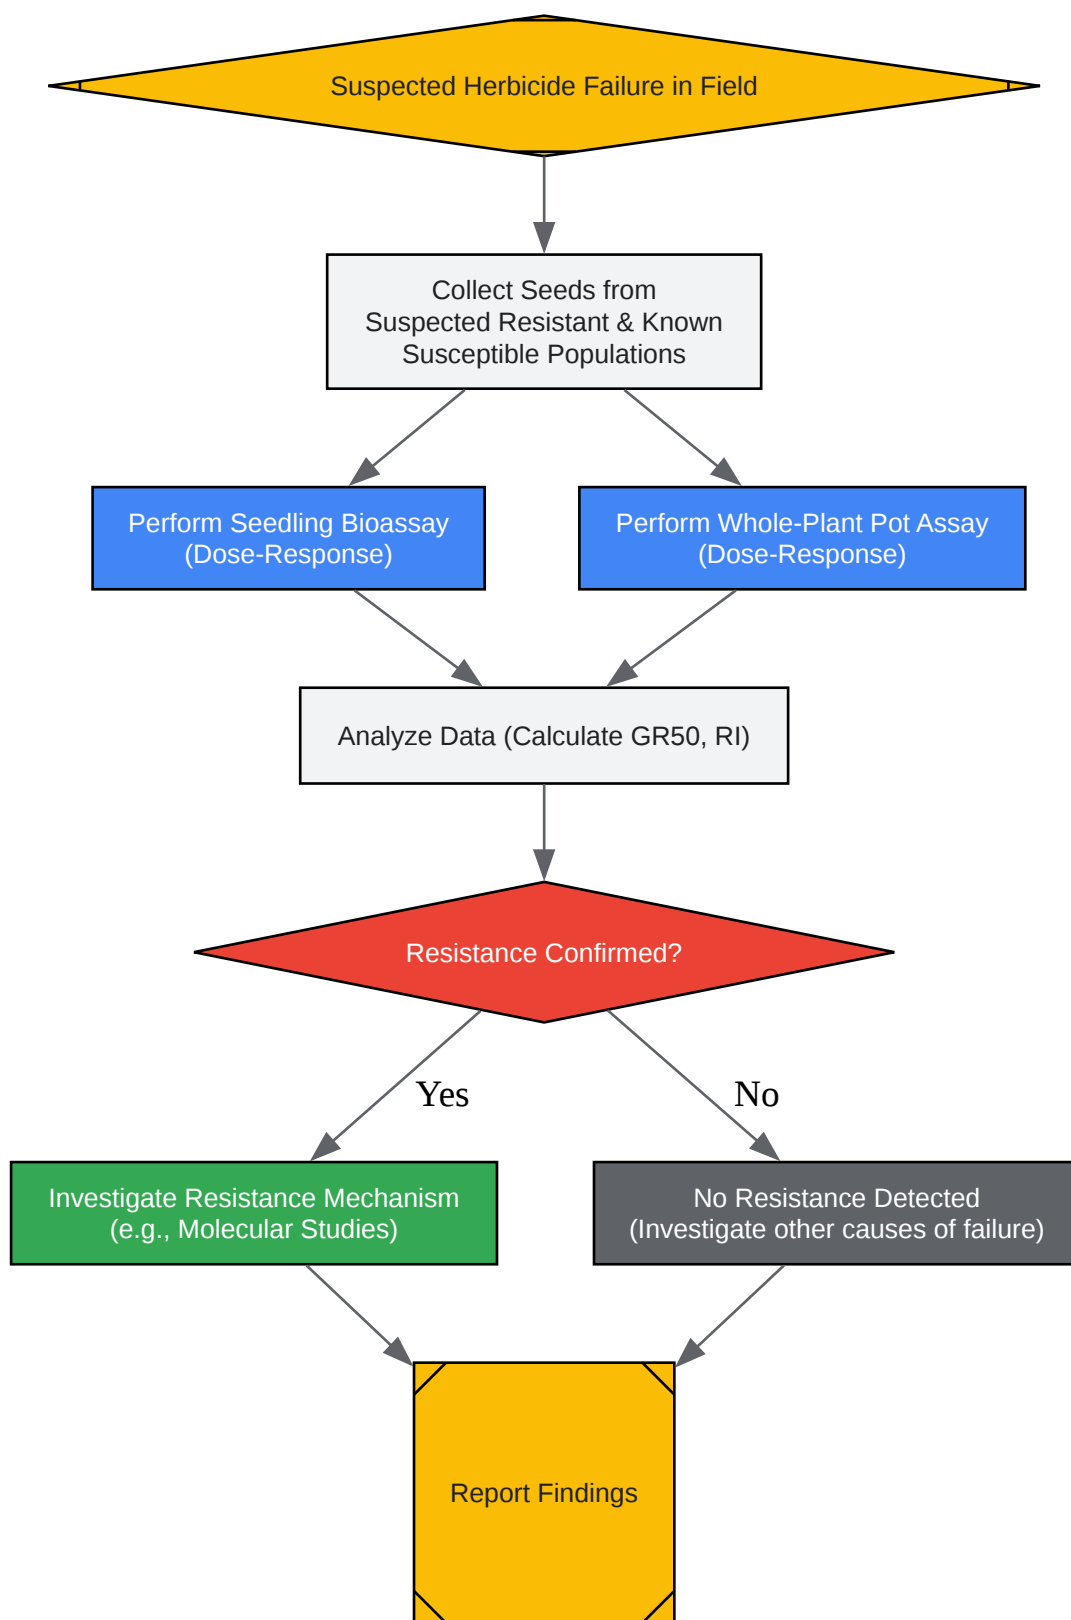 Suspected Herbicide Failure in Field
Collect Seeds from
Suspected Resistant & Known
Susceptible Populations
Perform Seedling Bioassay
(Dose-Response)
Perform Whole-Plant Pot Assay
(Dose-Response)
Analyze Data (Calculate GR50, RI)
Resistance Confirmed?
Yes
No
Investigate Resistance Mechanism
(e.g., Molecular Studies)
No Resistance Detected
(Investigate other causes of failure)
Report Findings